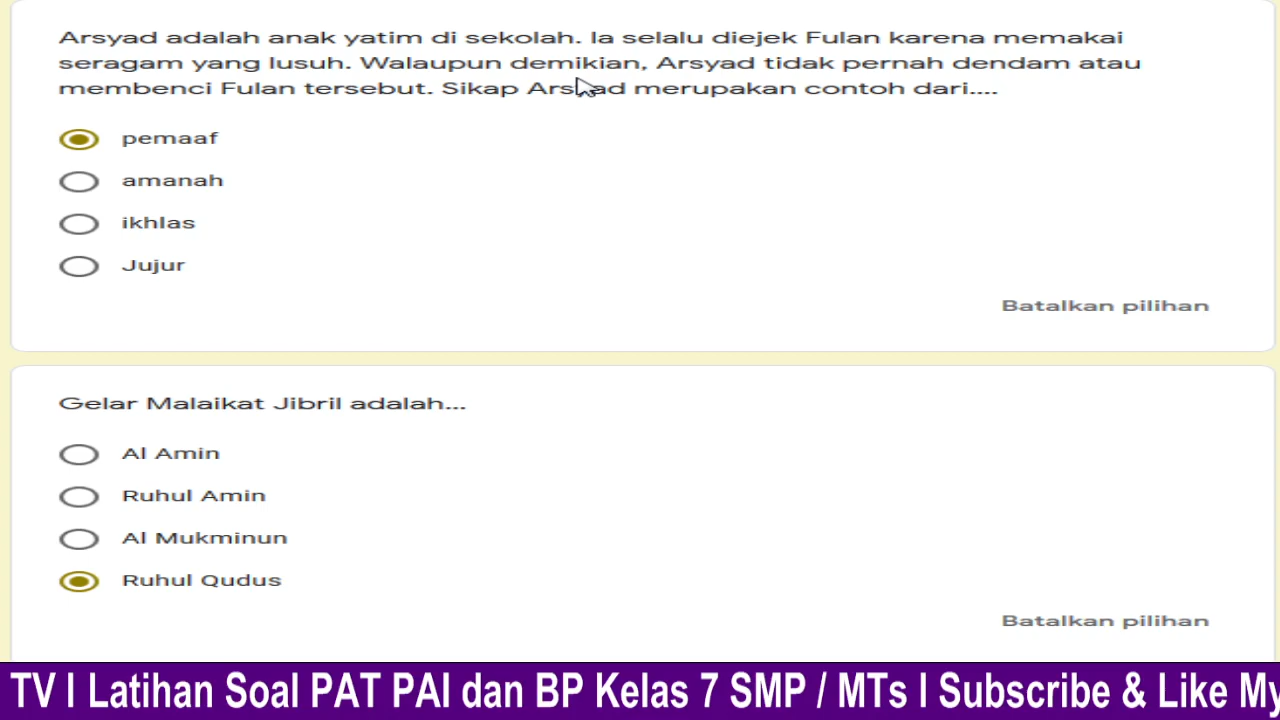 Arsyad adalah anak yatim di sekolah. Ia selalu diejek Fulan karena memakai
seragam yang lusuh. Walaupun demikian, Arsyad tidak pernah dendam atau
membenci Fulan tersebut. Sikap Arsyad merupakan contoh dari....
pemaaf
amanah
ikhlas
Jujur
Batalkan pilihan
Gelar Malaikat Jibril adalah...
Al Amin
Ruhul Amin
Al Mukminun
Ruhul Qudus
Batalkan pilihan
TV I Latihan Soal PAT PAI dan BP Kelas 7 SMP / MTs I Subscribe & Like My